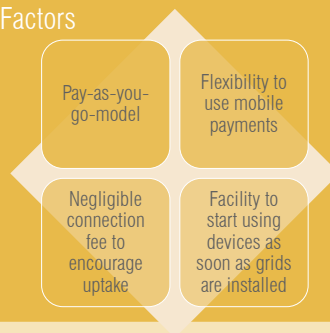 Factors
Pay-as-you-
go-model
Flexibility to
use mobile
payments
Negligible
connection
fee to
encourage
uptake
Facility to
start using
devices as
soon as grids
are installed